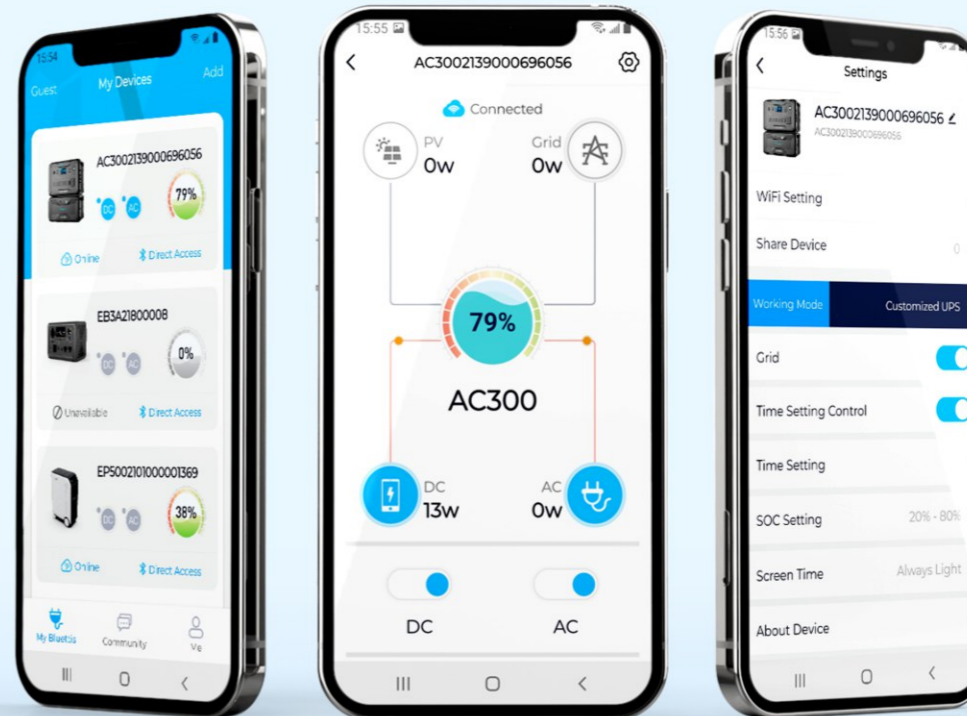 15:54
Guest
My Devices
Add
AC3002139000696056
DC AC
79%
Online
Direct Access
EB3A21800008
DC AC
0%
Unavailable
Direct Access
EP5002101000001369
DC AC
38%
Online
Direct Access
My Bluettis
Community
Me
15:55
AC3002139000696056
Connected
PV
0w
Grid
0w
79%
AC300
DC
13w
AC
0w
DC
AC
15:56
Settings
AC3002139000696056
AC3002139000696056
WiFi Setting
Share Device
0
Working Mode
Customized UPS
Grid
Time Setting Control
Time Setting
SOC Setting
20% - 80%
Screen Time
Always Light
About Device